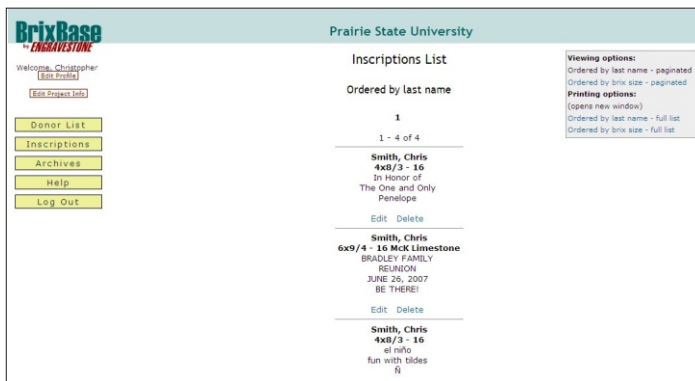 BrixBase
by ENGRAVESTONE
Prairie State University
Welcome, Christopher
Edit Profile
Edit Project Info
Donor List
Inscriptions
Archives
Help
Log Out
Inscriptions List
Ordered by last name
1
1 - 4 of 4
Smith, Chris
4x8/3 - 16
In Honor of
The One and Only
Penelope
Edit Delete
Smith, Chris
6x9/4 - 16 McK Limestone
BRADLEY FAMILY
REUNION
JUNE 26, 2007
BE THERE!
Edit Delete
Smith, Chris
4x8/3 - 16
el niño
fun with tildes
Ñ
Viewing options:
Ordered by last name - paginated
Ordered by brix size - paginated
Printing options:
(opens new window)
Ordered by last name - full list
Ordered by brix size - full list